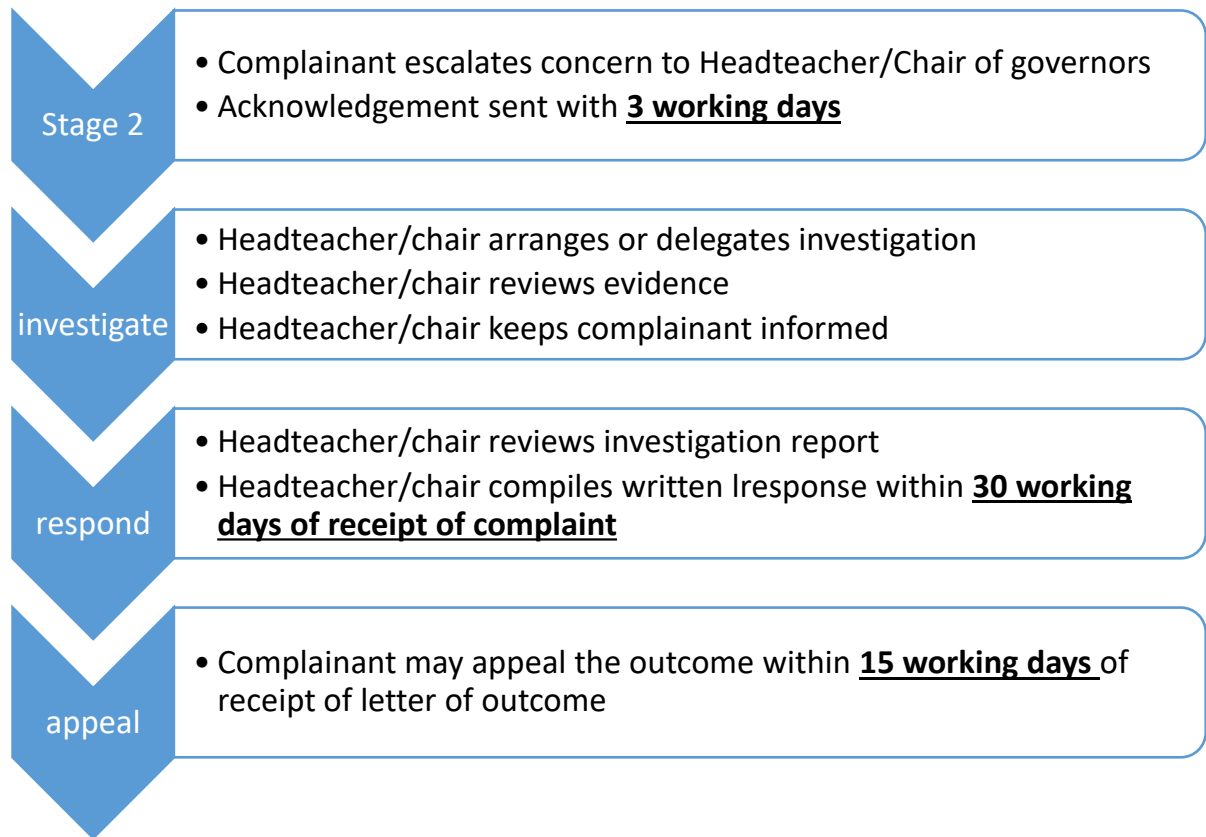 Stage 2
• Complainant escalates concern to Headteacher/Chair of governors
• Acknowledgement sent with 3 working days
investigate
• Headteacher/chair arranges or delegates investigation
• Headteacher/chair reviews evidence
• Headteacher/chair keeps complainant informed
respond
• Headteacher/chair reviews investigation report
• Headteacher/chair compiles written lresponse within 30 working
days of receipt of complaint
appeal
• Complainant may appeal the outcome within 15 working days of
receipt of letter of outcome